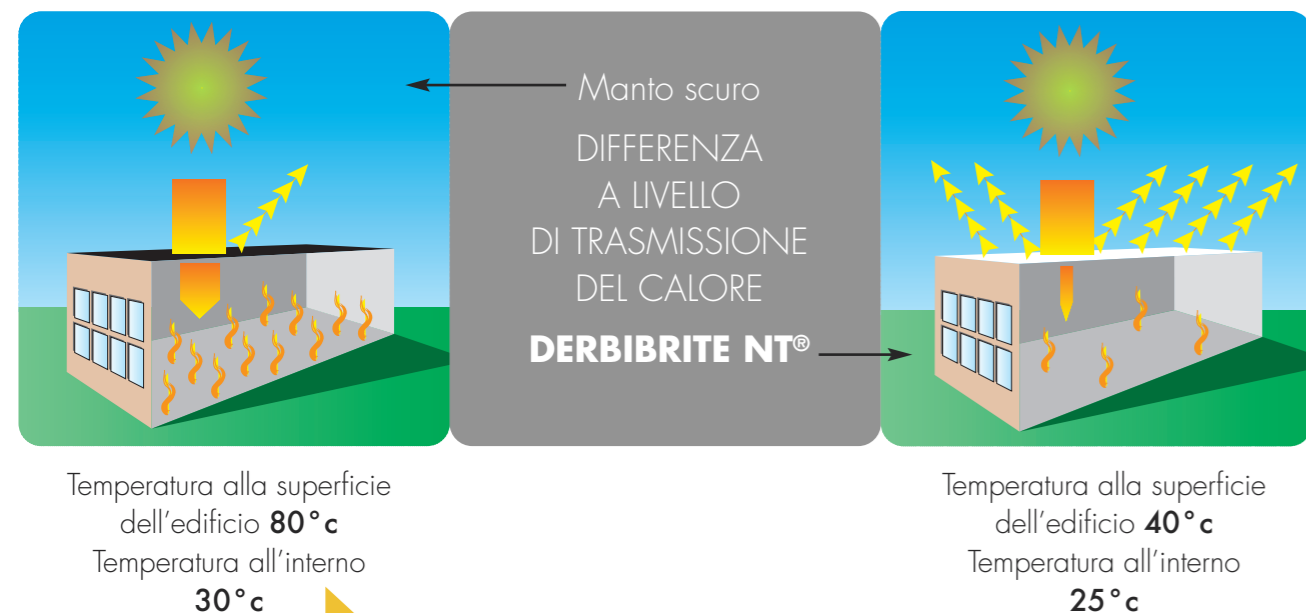 Manto scuro
DIFFERENZA
A LIVELLO
DI TRASMISSIONE
DEL CALORE
DERBIBRITE NT®
Temperatura alla superficie
dell'edificio 80°c
Temperatura all'interno
30°c
Temperatura alla superficie
dell'edificio 40°c
Temperatura all'interno
25°c